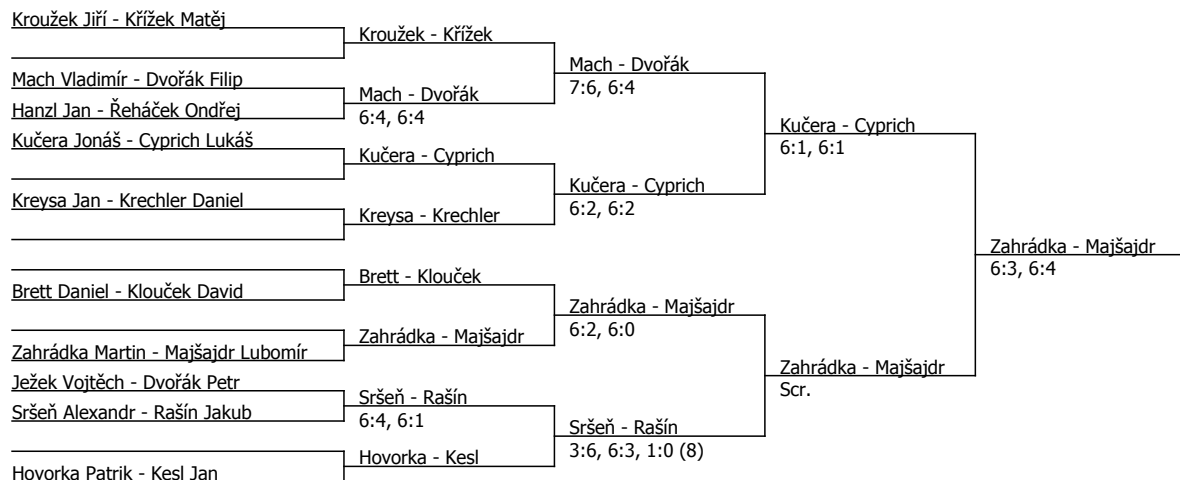 Kroužek Jiří - Křížek Matěj
Mach Vladimír - Dvořák Filip
Hanzl Jan - Řeháček Ondřej
Kučera Jonáš - Cyprich Lukáš
Kreysa Jan - Krechler Daniel
Brett Daniel - Klouček David
Zahrádka Martin - Majšajdr Lubomír
Ježek Vojtěch - Dvořák Petr
Sršeň Alexandr - Rašín Jakub
Hovorka Patrik - Kesl Jan
Kroužek - Křížek
Mach - Dvořák
6:4, 6:4
Kučera - Cyprich
Kreysa - Krechler
Brett - Klouček
Zahrádka - Majšajdr
Sršeň - Rašín
6:4, 6:1
Hovorka - Kesl
Mach - Dvořák
7:6, 6:4
Kučera - Cyprich
6:2, 6:2
Zahrádka - Majšajdr
6:2, 6:0
Sršeň - Rašín
3:6, 6:3, 1:0 (8)
Kučera - Cyprich
6:1, 6:1
Zahrádka - Majšajdr
Scr.
Zahrádka - Majšajdr
6:3, 6:4